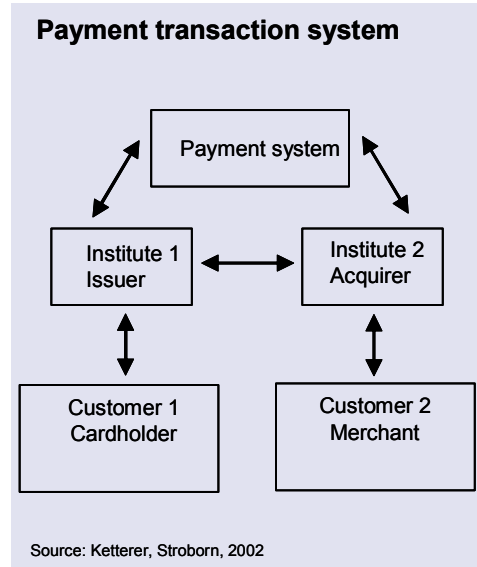 Payment transaction system
Payment system
Institute 1
Issuer
Institute 2
Acquirer
Customer 1
Cardholder
Customer 2
Merchant
Source: Ketterer, Stroborn, 2002